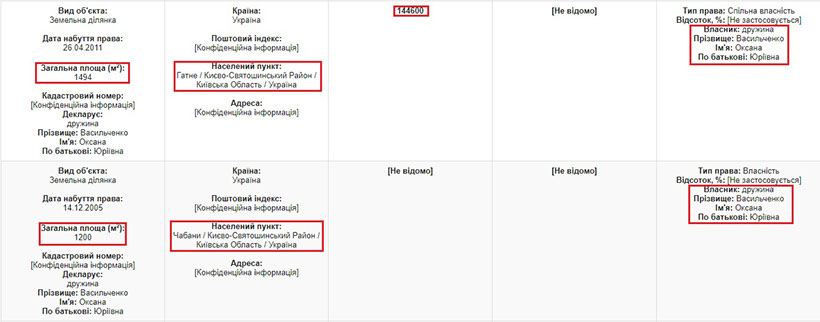 Вид об'єкта:
Земельна ділянка
Дата набуття права:
26.04.2011
Загальна площа (м²):
1494
Кадастровий номер:
[Конфіденційна інформація]
Декларує:
дружина
Прізвище: Васильченко
Ім'я: Оксана
По батькові: Юріївна
Країна:
Україна
Поштовий індекс:
[Конфіденційна інформація]
Населений пункт:
Гатне / Києво-Святошинський Район /
Київська Область / Україна
Адреса:
[Конфіденційна інформація]
144600
[Не відомо]
Тип права: Спільна власність
Відсоток, %: [Не застосовується]
Власник: дружина
Прізвище: Васильченко
Ім'я: Оксана
По батькові: Юріївна
Вид об'єкта:
Земельна ділянка
Дата набуття права:
14.12.2005
Загальна площа (м²):
1200
Кадастровий номер:
[Конфіденційна інформація]
Декларує:
дружина
Прізвище: Васильченко
Ім'я: Оксана
По батькові: Юріївна
Країна:
Україна
Поштовий індекс:
[Конфіденційна інформація]
Населений пункт:
Чабани / Києво-Святошинський Район /
Київська Область / Україна
Адреса:
[Конфіденційна інформація]
[Не відомо]
[Не відомо]
Тип права: Власність
Відсоток, %: [Не застосовується]
Власник: дружина
Прізвище: Васильченко
Ім'я: Оксана
По батькові: Юріївна